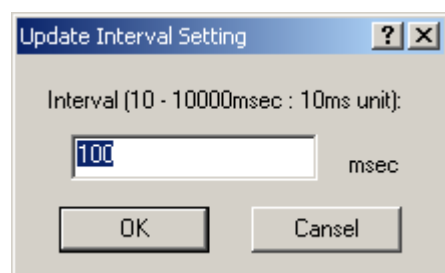 Update Interval Setting
Interval (10 - 10000msec : 10ms unit):
100
msec
OK
Cansel